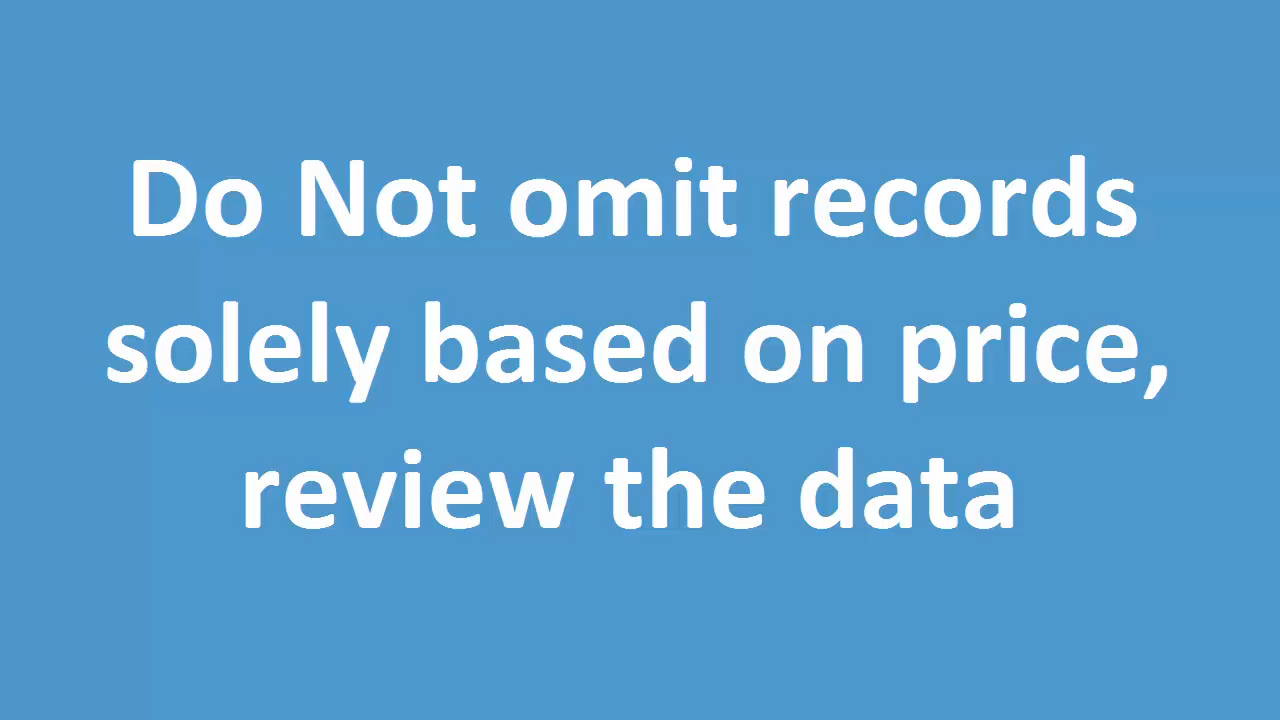 Do Not omit records
solely based on price,
review the data